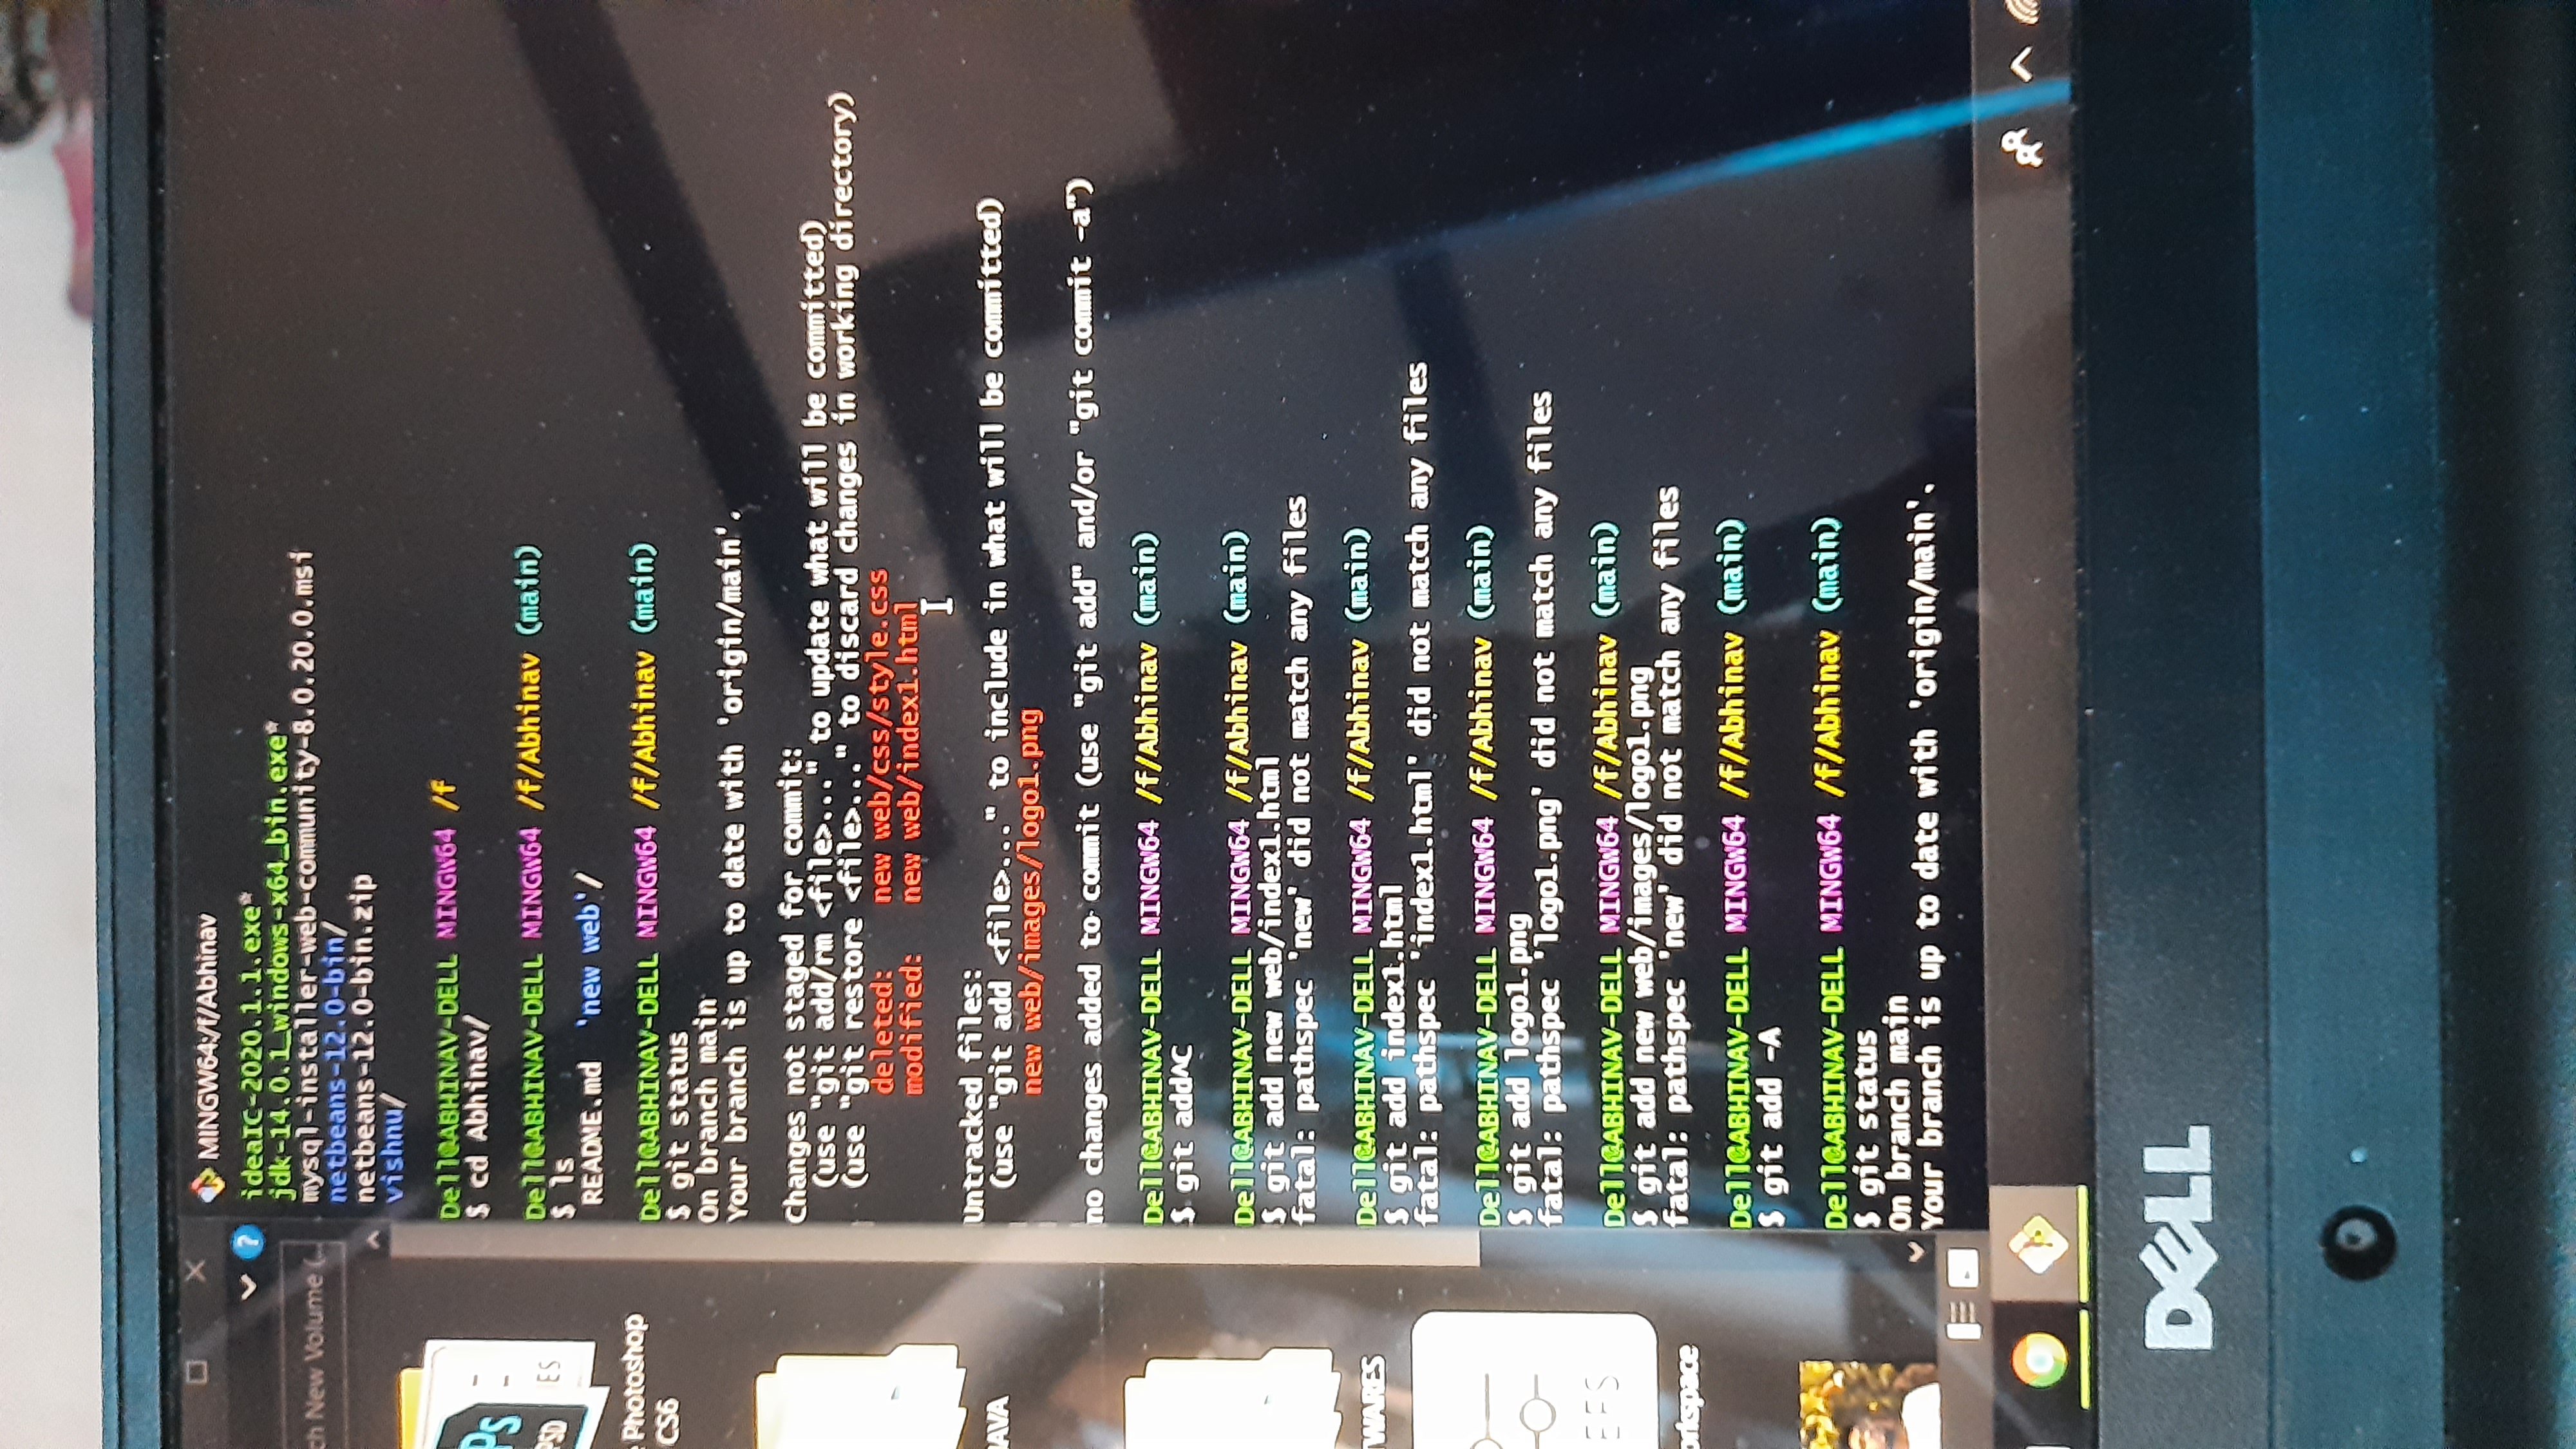 MINGW64:/f/Abhinav
?
New Volume (...
ideaIC-2020.1.1.exe*
jdk-14.0.1_windows-x64_bin.exe*
mysql-installer-web-community-8.0.20.0.msi
netbeans-12.0-bin/
netbeans-12.0-bin.zip
vishnu/
Dell@ABHINAV-DELL MINGW64 /f
$ cd Abhinav/
Dell@ABHINAV-DELL MINGW64 /f/Abhinav (main)
$ ls
README.md 'new web'/
Dell@ABHINAV-DELL MINGW64 /f/Abhinav (main)
$ git status
On branch main
Your branch is up to date with 'origin/main'.
Changes not staged for commit:
(use "git add/rm <file>..." to update what will be committed)
(use "git restore <file>..." to discard changes in working directory)
deleted: new web/css/style.css
modified: new web/index1.html
Untracked files:
(use "git add <file>..." to include in what will be committed)
new web/images/logo1.png
no changes added to commit (use "git add" and/or "git commit -a")
Dell@ABHINAV-DELL MINGW64 /f/Abhinav (main)
$ git add^C
Dell@ABHINAV-DELL MINGW64 /f/Abhinav (main)
$ git add new web/index1.html
fatal: pathspec 'new' did not match any files
Dell@ABHINAV-DELL MINGW64 /f/Abhinav (main)
$ git add index1.html
fatal: pathspec 'index1.html' did not match any files
Dell@ABHINAV-DELL MINGW64 /f/Abhinav (main)
$ git add logo1.png
fatal: pathspec 'logo1.png' did not match any files
Dell@ABHINAV-DELL MINGW64 /f/Abhinav (main)
$ git add new web/images/logo1.png
fatal: pathspec 'new' did not match any files
Dell@ABHINAV-DELL MINGW64 /f/Abhinav (main)
$ git add -A
Dell@ABHINAV-DELL MINGW64 /f/Abhinav (main)
$ git status
On branch main
Your branch is up to date with 'origin/main'.
Ps
PSD
ES
Photoshop
CS6
DELL